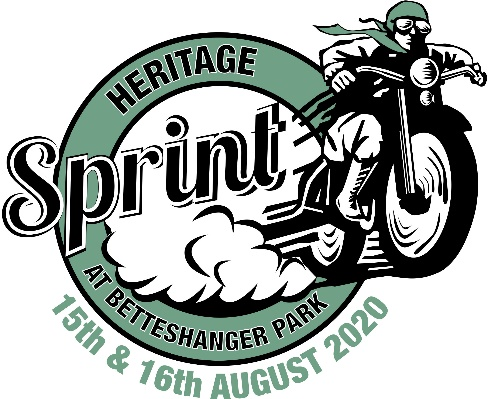 HERITAGE
Sprint
AT BETTESHANGER PARK
15th & 16th AUGUST 2020